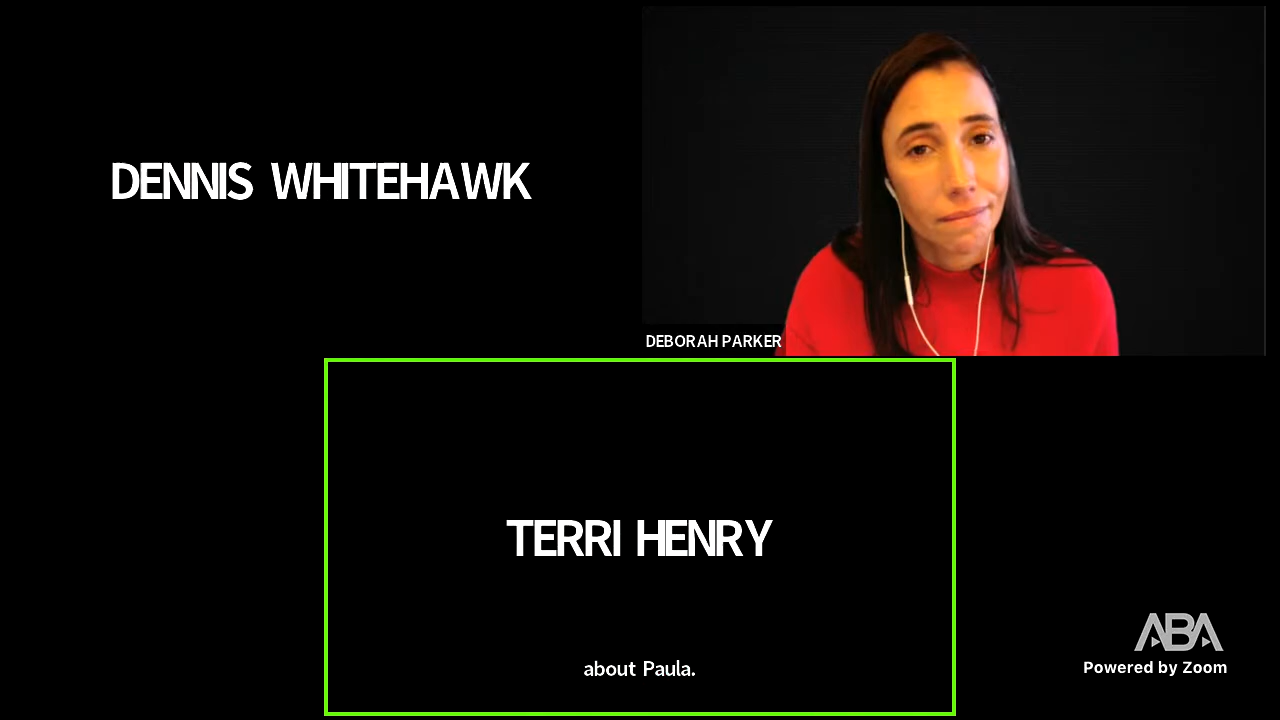 DENNIS WHITEHAWK
DEBORAH PARKER
TERRI HENRY
about Paula.
ABA
Powered by Zoom